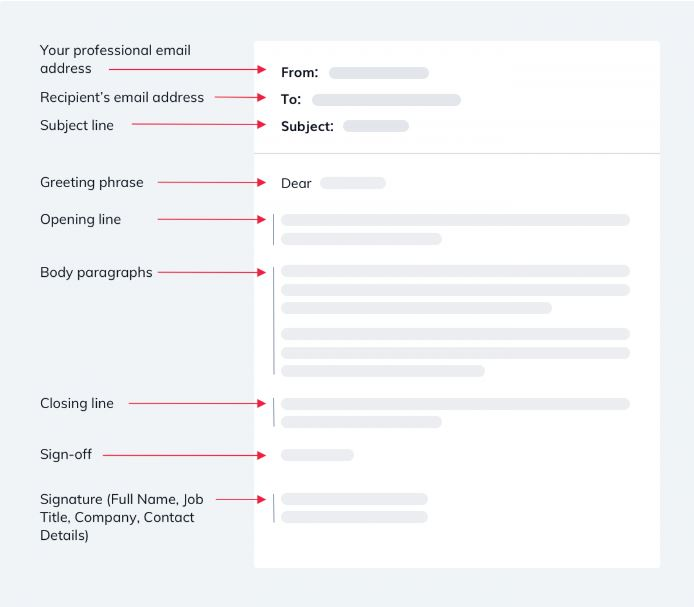 Your professional email
address
From:
Recipient's email address
To:
Subject line
Subject:
Greeting phrase
Dear
Opening line
Body paragraphs
Closing line
Sign-off
Signature (Full Name, Job
Title, Company, Contact
Details)